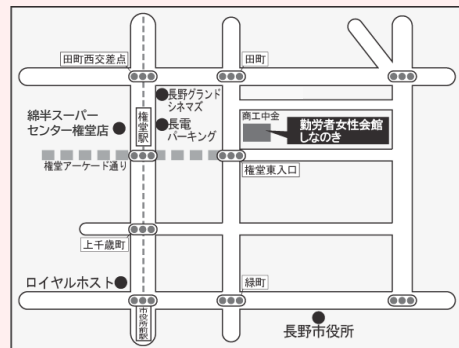 田町西交差点
田町
長野グランド
シネマズ
綿半スーパー
センター権堂店
権堂駅
長電
パーキング
商工中金
勤労者女性会館
しなのき
権堂アーケード通り
権堂東入口
上千歳町
ロイヤルホスト
緑町
市役所前駅
長野市役所